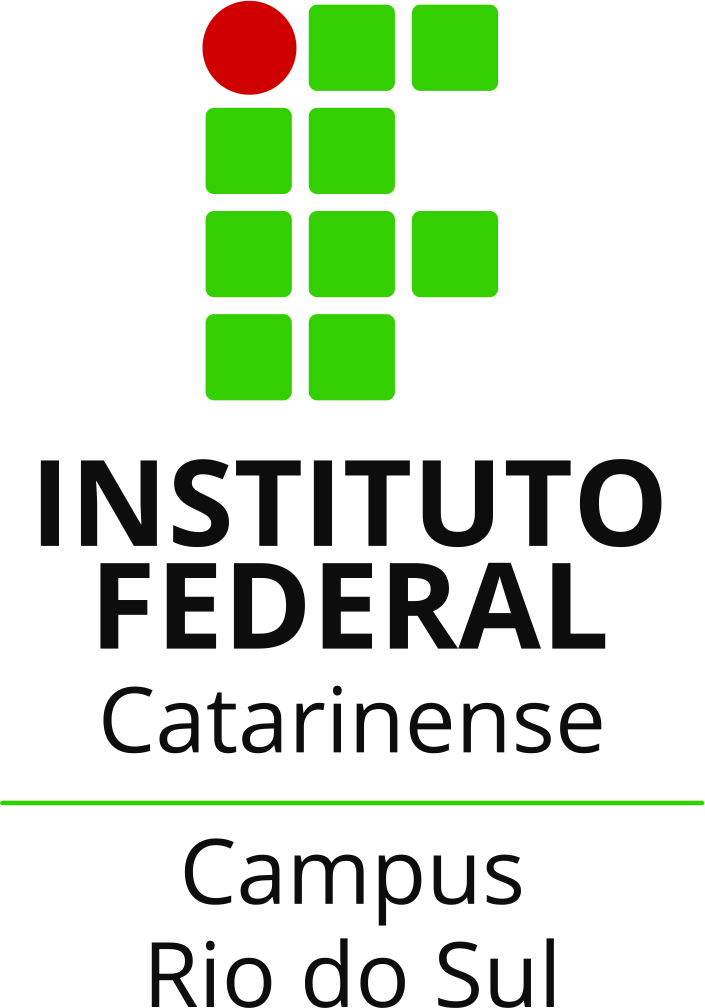 INSTITUTO
FEDERAL
Catarinense
Campus
Rio do Sul